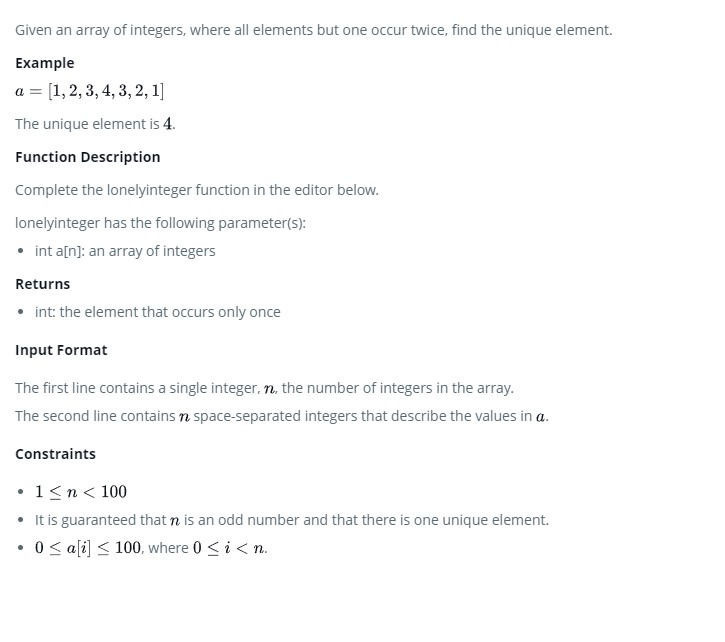 Given an array of integers, where all elements but one occur twice, find the unique element.
Example
a = [1, 2, 3, 4, 3, 2, 1]
The unique element is 4.
Function Description
Complete the lonelyinteger function in the editor below.
lonelyinteger has the following parameter(s):
• int a[n]: an array of integers
Returns
• int: the element that occurs only once
Input Format
The first line contains a single integer, n, the number of integers in the array.
The second line contains n space-separated integers that describe the values in a.
Constraints
• 1 ≤ n < 100
• It is guaranteed that n is an odd number and that there is one unique element.
• 0 ≤ a[i] ≤ 100, where 0 ≤ i < n.